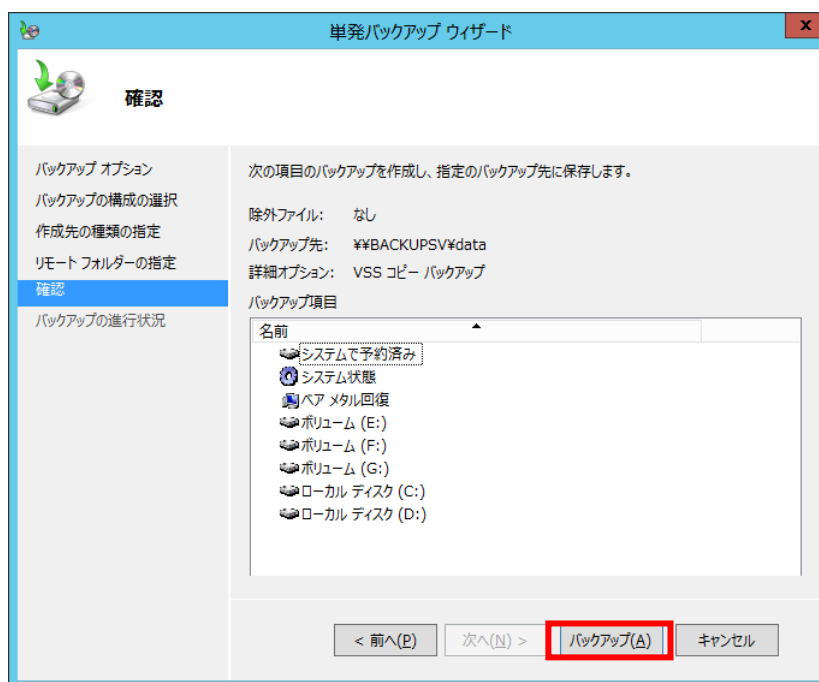 単発バックアップ ウィザード
x
確認
バックアップ オプション
バックアップの構成の選択
作成先の種類の指定
リモート フォルダーの指定
確認
バックアップの進行状況
次の項目のバックアップを作成し、指定のバックアップ先に保存します。
除外ファイル: なし
バックアップ先: ¥¥BACKUPSV¥data
詳細オプション: VSS コピー バックアップ
バックアップ項目
名前
システムで予約済み
システム状態
ベア メタル回復
ボリューム (E:)
ボリューム (F:)
ボリューム (G:)
ローカル ディスク (C:)
ローカル ディスク (D:)
< 前へ(P) 次へ(N) > バックアップ(A) キャンセル